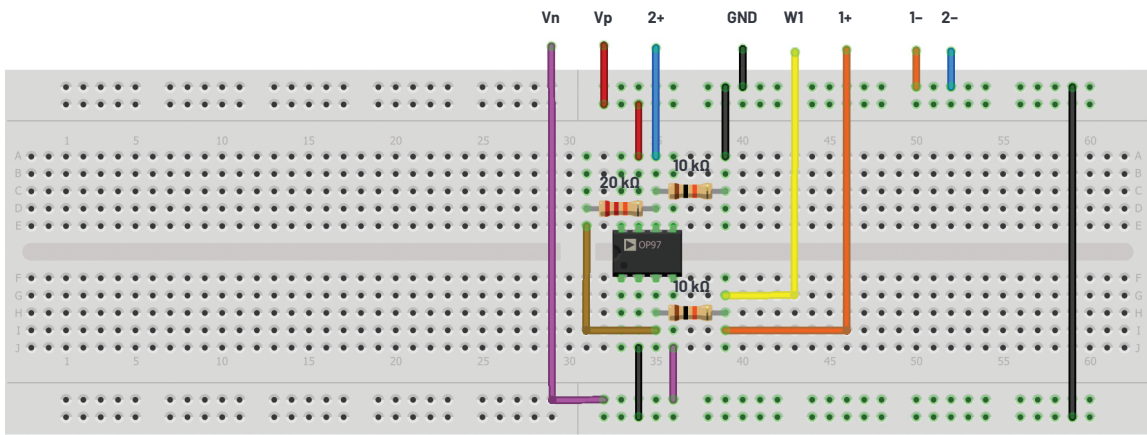 Vn Vp 2+ GND W1 1+ 1− 2−
1 5 10 15 20 25 30 35 40 45 50 55 60
A A
B B
10 kΩ
C C
20 kΩ
D D
E E
OP97
F F
10 kΩ
G G
H H
I I
J J
1 5 10 15 20 25 30 35 40 45 50 55 60